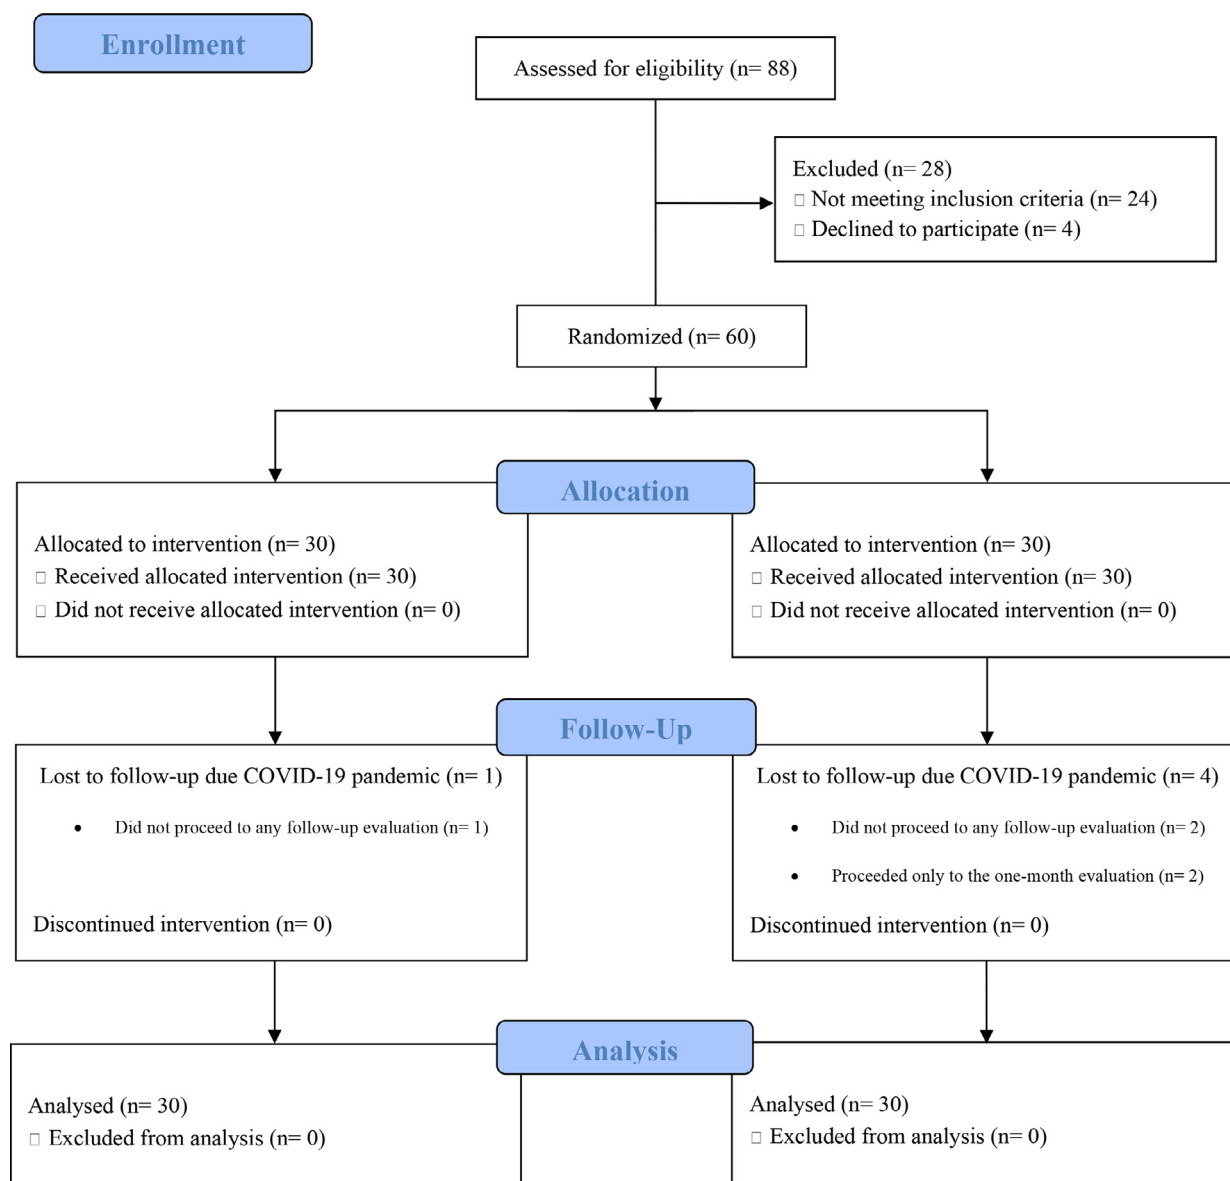 Enrollment
Assessed for eligibility (n= 88)
Excluded (n= 28)
□ Not meeting inclusion criteria (n= 24)
□ Declined to participate (n= 4)
Randomized (n= 60)
Allocation
Allocated to intervention (n= 30)
□ Received allocated intervention (n= 30)
□ Did not receive allocated intervention (n= 0)
Allocated to intervention (n= 30)
□ Received allocated intervention (n= 30)
□ Did not receive allocated intervention (n= 0)
Follow-Up
Lost to follow-up due COVID-19 pandemic (n= 1)
• Did not proceed to any follow-up evaluation (n= 1)
Discontinued intervention (n= 0)
Lost to follow-up due COVID-19 pandemic (n= 4)
• Did not proceed to any follow-up evaluation (n= 2)
• Proceeded only to the one-month evaluation (n= 2)
Discontinued intervention (n= 0)
Analysis
Analysed (n= 30)
□ Excluded from analysis (n= 0)
Analysed (n= 30)
□ Excluded from analysis (n= 0)